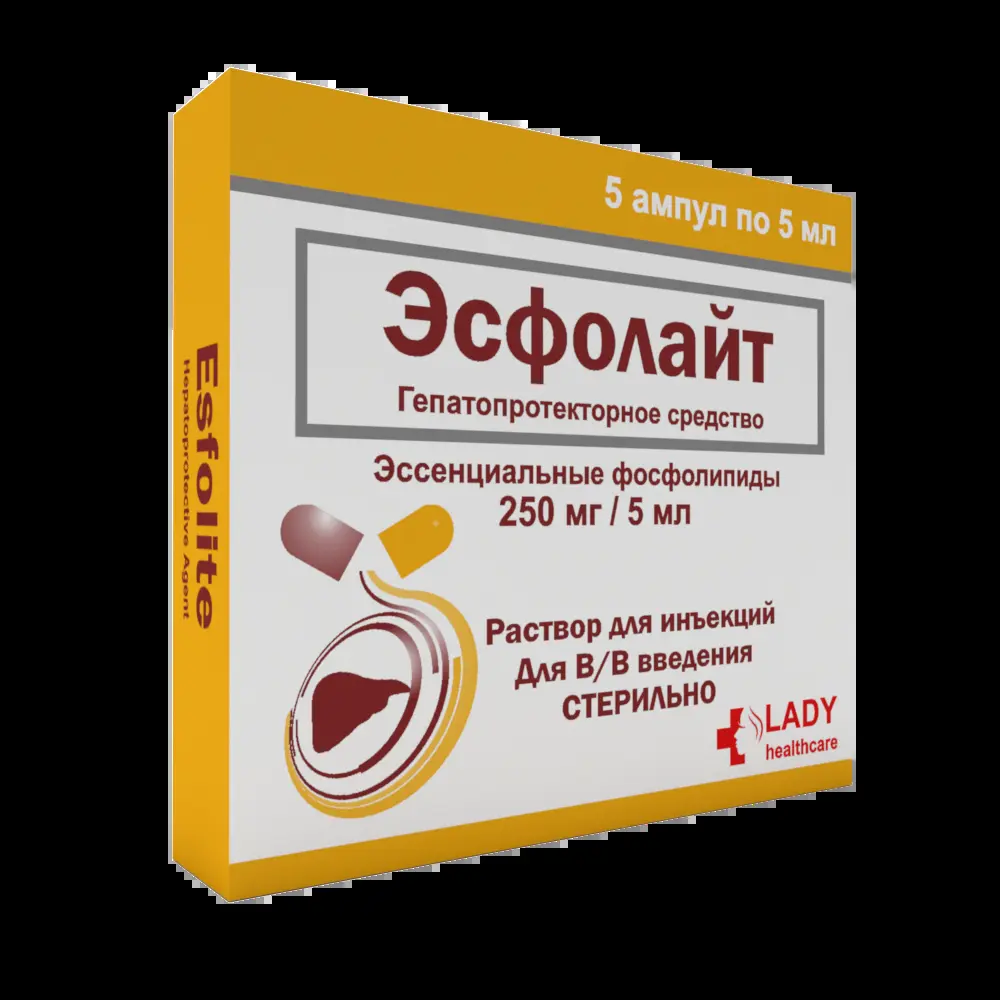 5 ампул по 5 мл
Эсфолайт
Гепатопротекторное средство
Эссенциальные фосфолипиды
250 мг / 5 мл
Раствор для инъекций
Для В/В введения
СТЕРИЛЬНО
LADY
healthcare
Esfolite
Hepatoprotective Agent